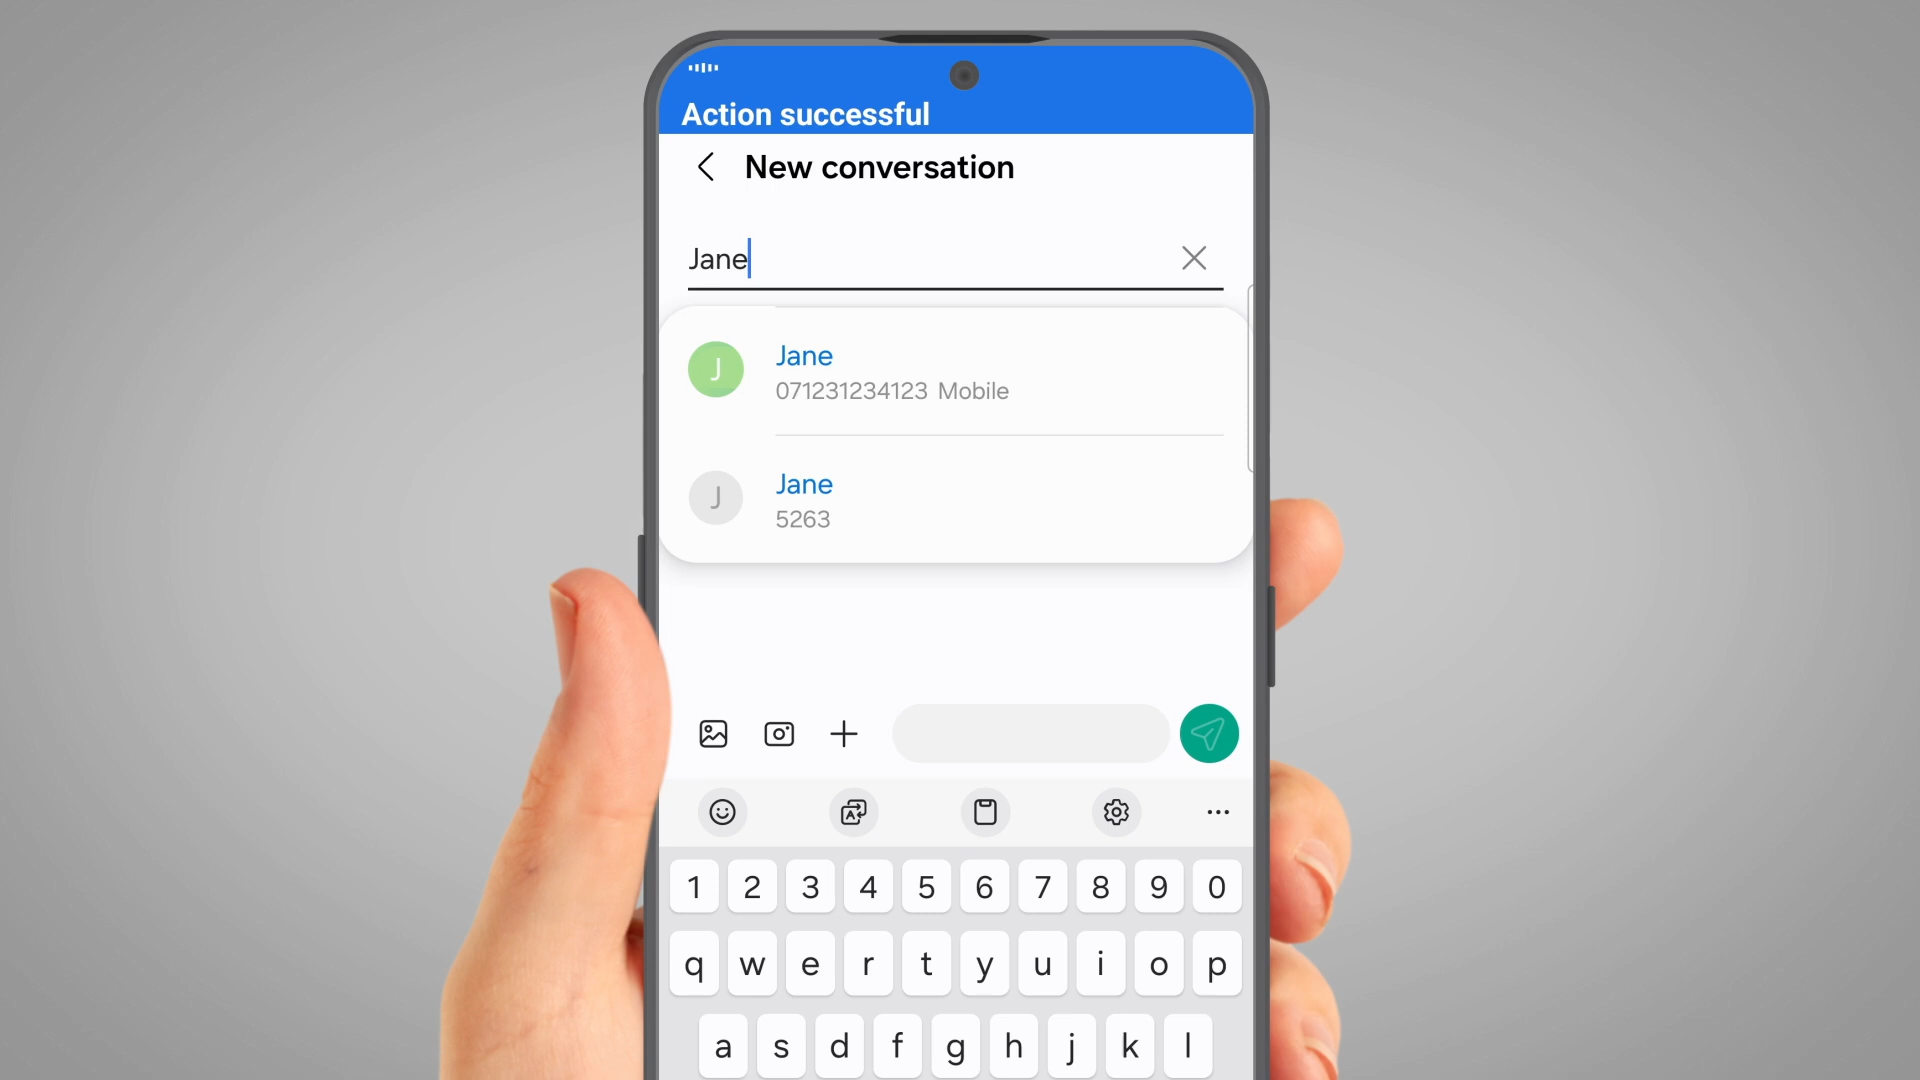 Action successful
New conversation
Jane
J
Jane
071231234123 Mobile
J
Jane
5263
1 2 3 4 5 6 7 8 9 0
q w e r t y u i o p
a s d f g h j k l